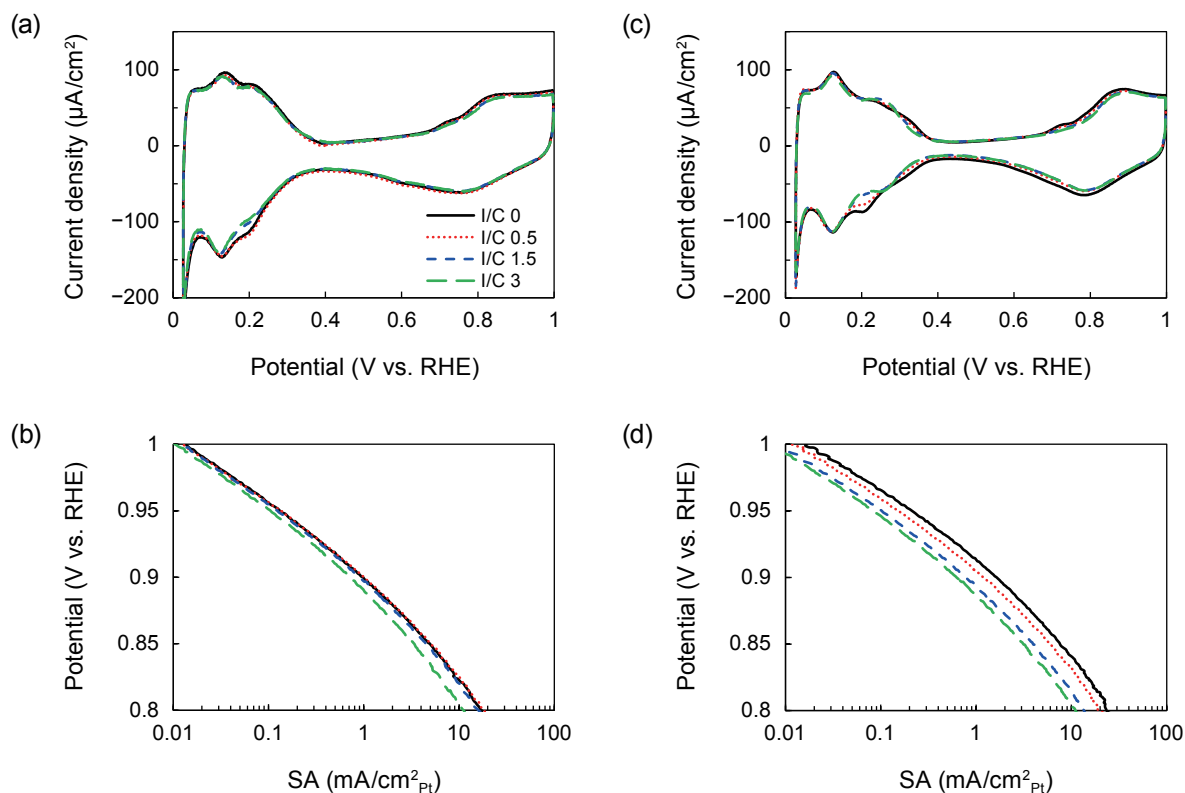 (a)
Current density (µA/cm²)
100
0
−100
−200
I/C 0
I/C 0.5
I/C 1.5
I/C 3
0
0.2
0.4
0.6
0.8
1
Potential (V vs. RHE)
(c)
Current density (µA/cm²)
100
0
−100
−200
0
0.2
0.4
0.6
0.8
1
Potential (V vs. RHE)
(b)
Potential (V vs. RHE)
1
0.95
0.9
0.85
0.8
0.01
0.1
1
10
100
SA (mA/cm²Pt)
(d)
Potential (V vs. RHE)
1
0.95
0.9
0.85
0.8
0.01
0.1
1
10
100
SA (mA/cm²Pt)